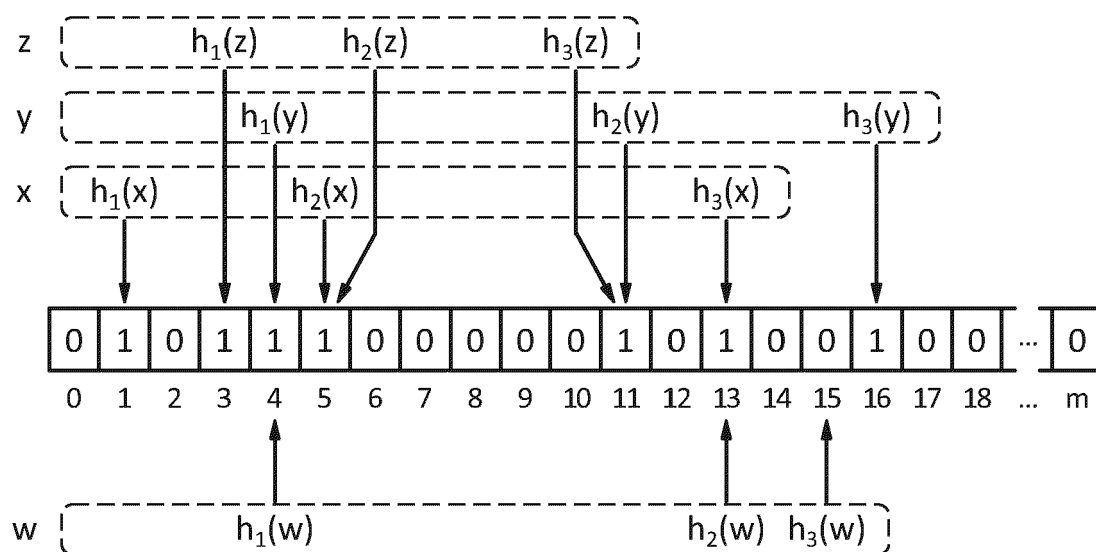 z h₁(z) h₂(z) h₃(z)
y h₁(y) h₂(y) h₃(y)
x h₁(x) h₂(x) h₃(x)
0 1 0 1 1 1 0 0 0 0 0 1 0 1 0 0 1 0 0 ... 0
0 1 2 3 4 5 6 7 8 9 10 11 12 13 14 15 16 17 18 ... m
w h₁(w) h₂(w) h₃(w)